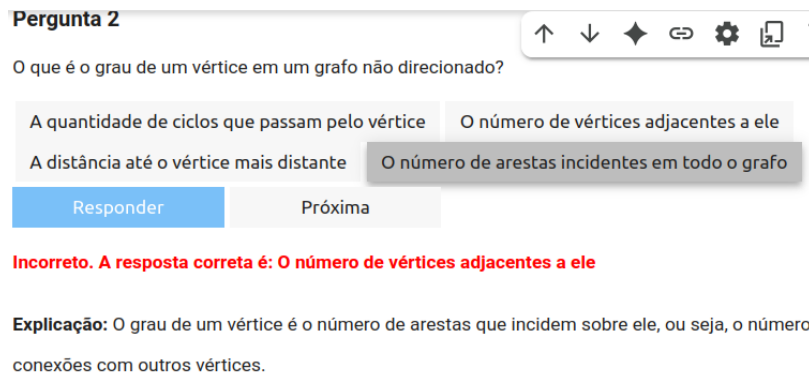 Pergunta 2
O que é o grau de um vértice em um grafo não direcionado?
A quantidade de ciclos que passam pelo vértice
O número de vértices adjacentes a ele
A distância até o vértice mais distante
O número de arestas incidentes em todo o grafo
Responder
Próxima
Incorreto. A resposta correta é: O número de vértices adjacentes a ele
Explicação: O grau de um vértice é o número de arestas que incidem sobre ele, ou seja, o número
conexões com outros vértices.